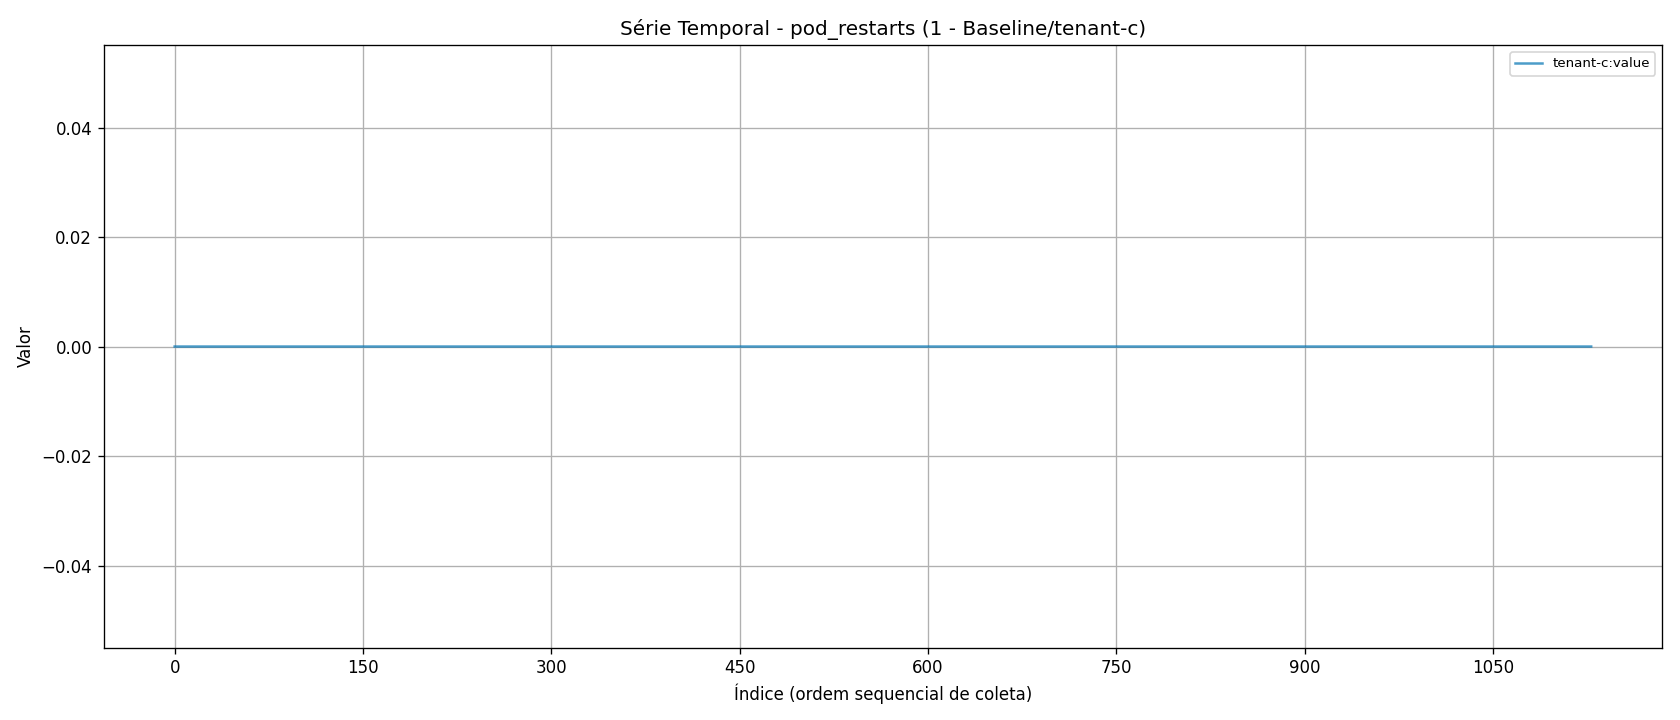 Série Temporal - pod_restarts (1 - Baseline/tenant-c)
tenant-c:value
0.04
0.02
0.00
−0.02
−0.04
Valor
0 150 300 450 600 750 900 1050
Índice (ordem sequencial de coleta)